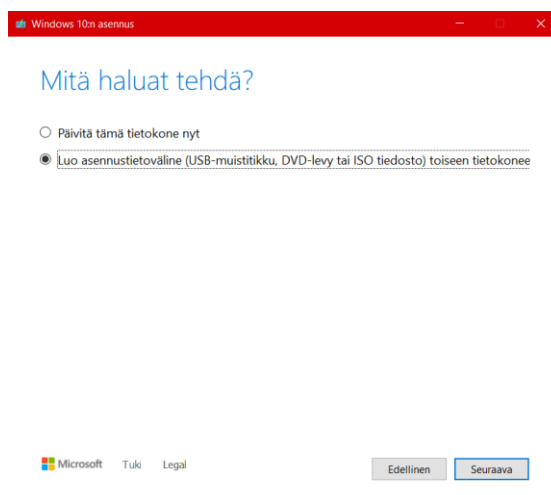 Windows 10:n asennus
Mitä haluat tehdä?
Päivitä tämä tietokone nyt
Luo asennustietoväline (USB-muistitikku, DVD-levy tai ISO tiedosto) toiseen tietokonee
Microsoft Tuki Legal
Edellinen Seuraava